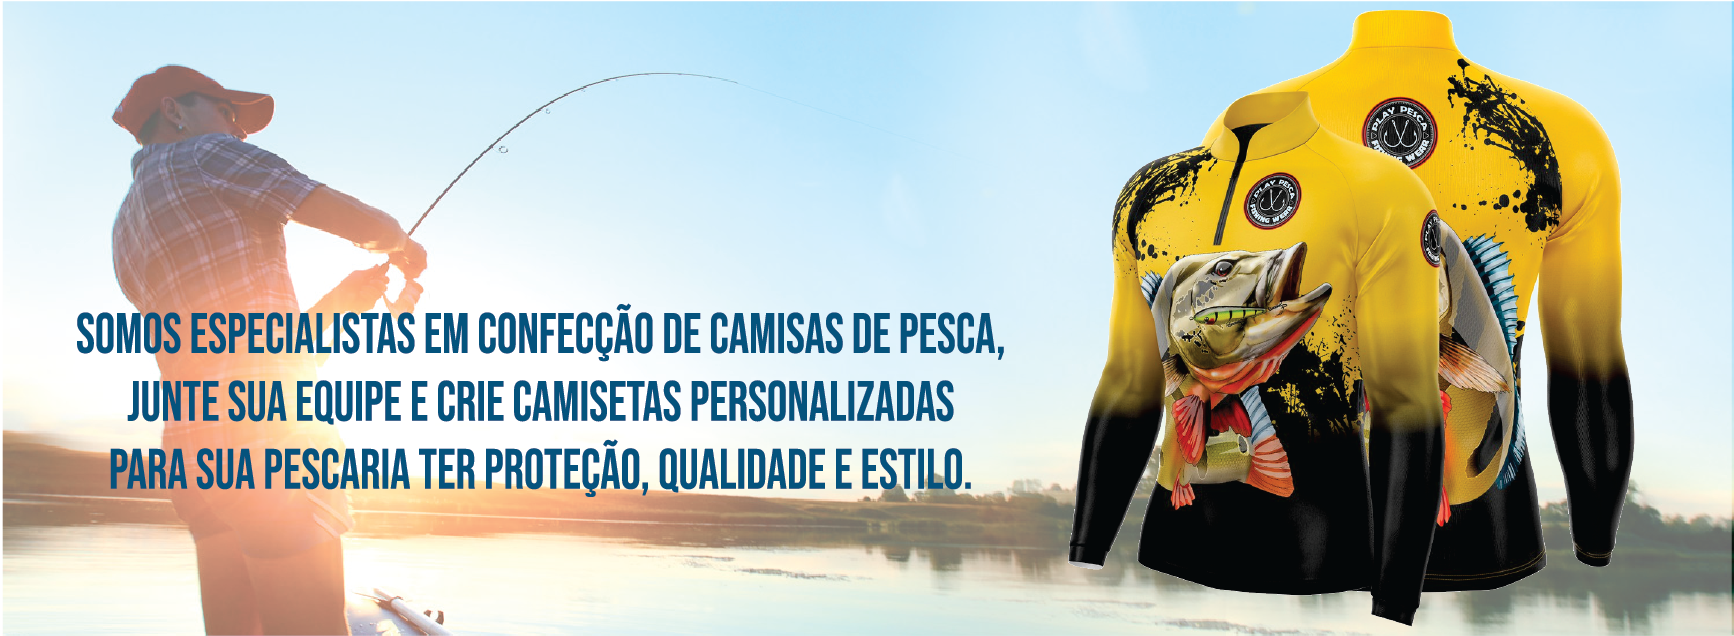 SOMOS ESPECIALISTAS EM CONFECÇÃO DE CAMISAS DE PESCA,
JUNTE SUA EQUIPE E CRIE CAMISETAS PERSONALIZADAS
PARA SUA PESCARIA TER PROTEÇÃO, QUALIDADE E ESTILO.
PLAY PESCA
FISHING WEAR
PLAY PESCA
FISHING WEAR